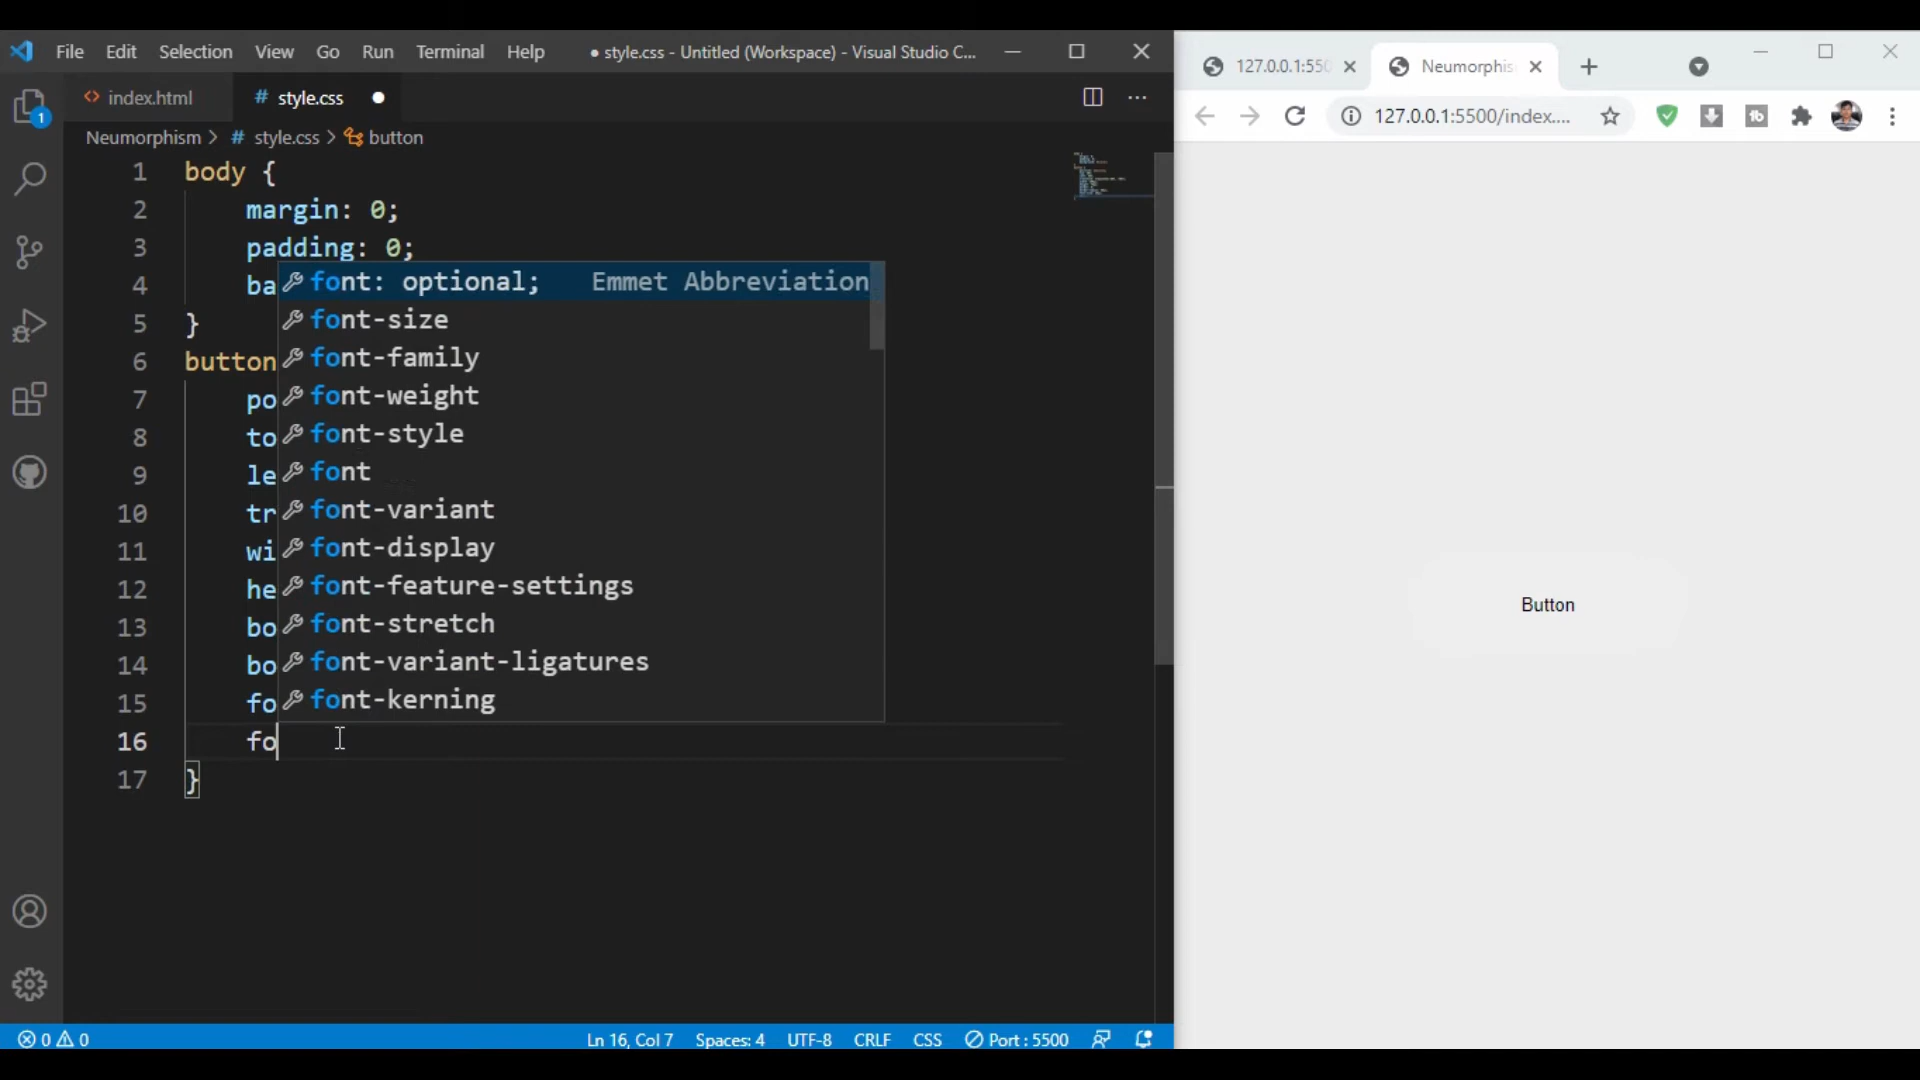 File Edit Selection View Go Run Terminal Help ● style.css - Untitled (Workspace) - Visual Studio C...
index.html # style.css ●
Neumorphism > # style.css > button
1 body {
2 margin: 0;
3 padding: 0;
4 ba
5 }
6 button
7 po
8 to
9 le
10 tr
11 wi
12 he
13 bo
14 bo
15 fo
16 fo
17 }
font: optional; Emmet Abbreviation
font-size
font-family
font-weight
font-style
font
font-variant
font-display
font-feature-settings
font-stretch
font-variant-ligatures
font-kerning
1
0 0 Ln 16, Col 7 Spaces: 4 UTF-8 CRLF CSS Port : 5500
127.0.0.1:550 Neumorphis
127.0.0.1:5500/index....
Button